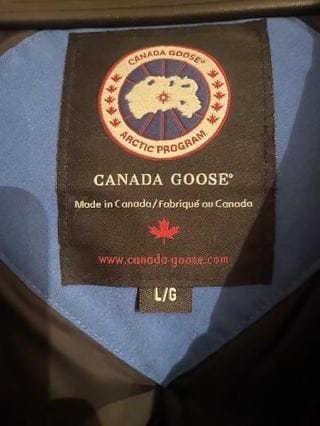 CANADA GOOSE®
ARCTIC PROGRAM
CANADA GOOSE®
Made in Canada/Fabriqué au Canada
www.canada-goose.com
L/G